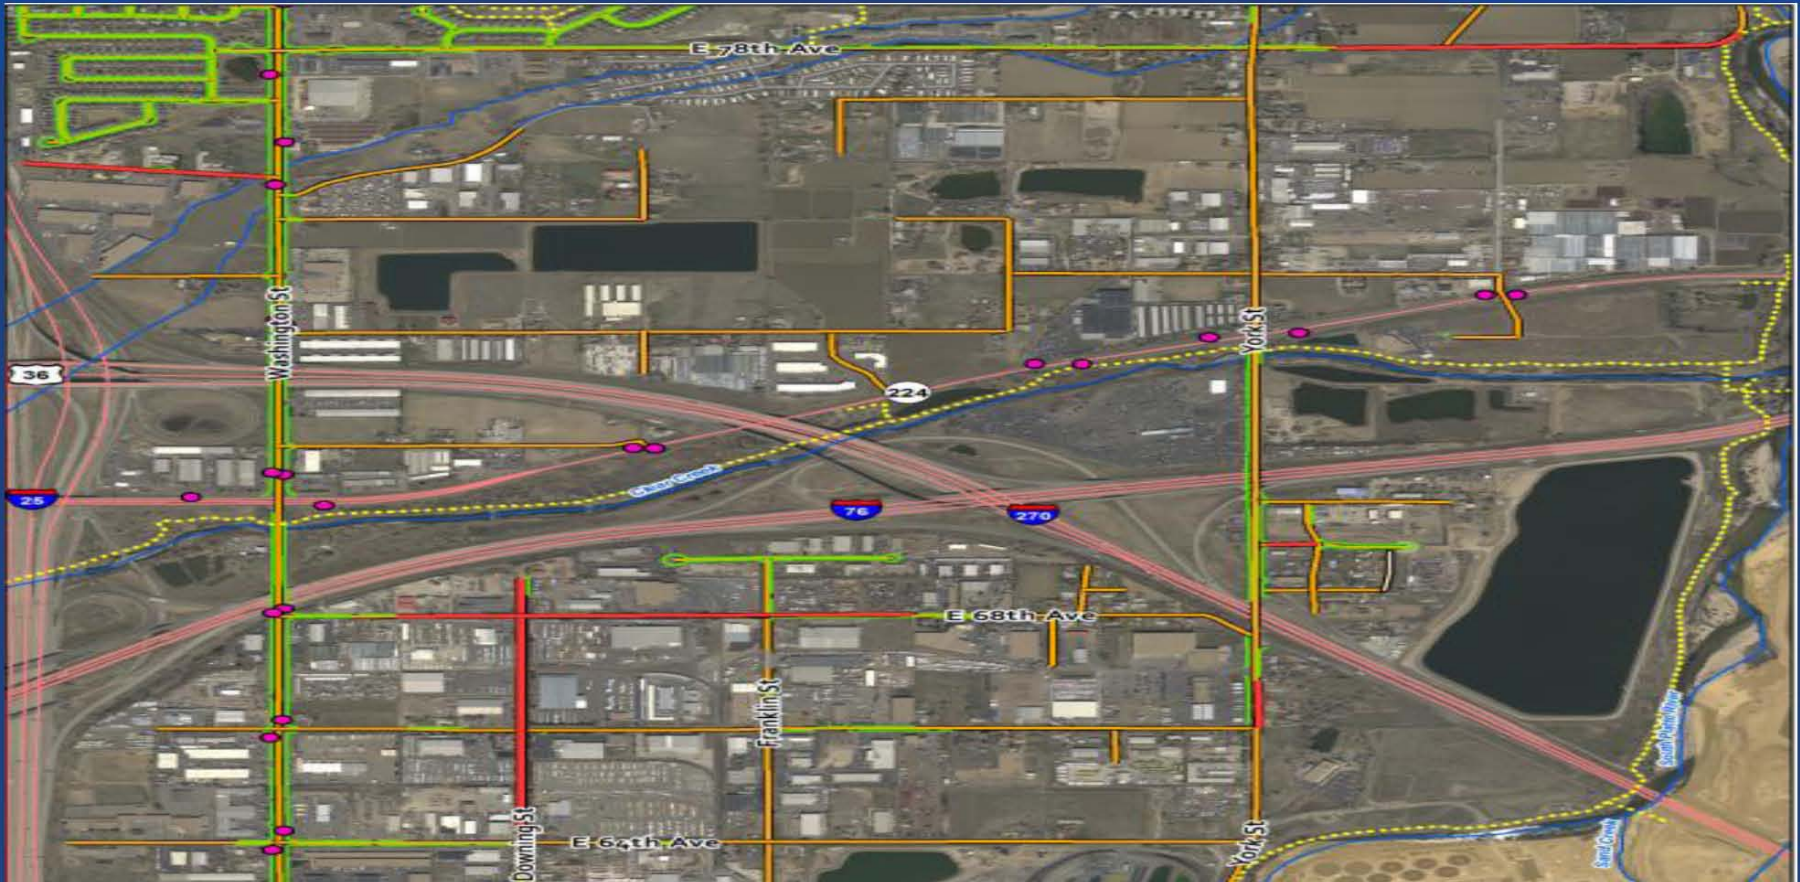 E 78th Ave
Washington St
York St
36
224
Clear Creek
25
76
270
E 68th Ave
Franklin St
South Platte River
Downing St
E 64th Ave
York St
Sand Creek